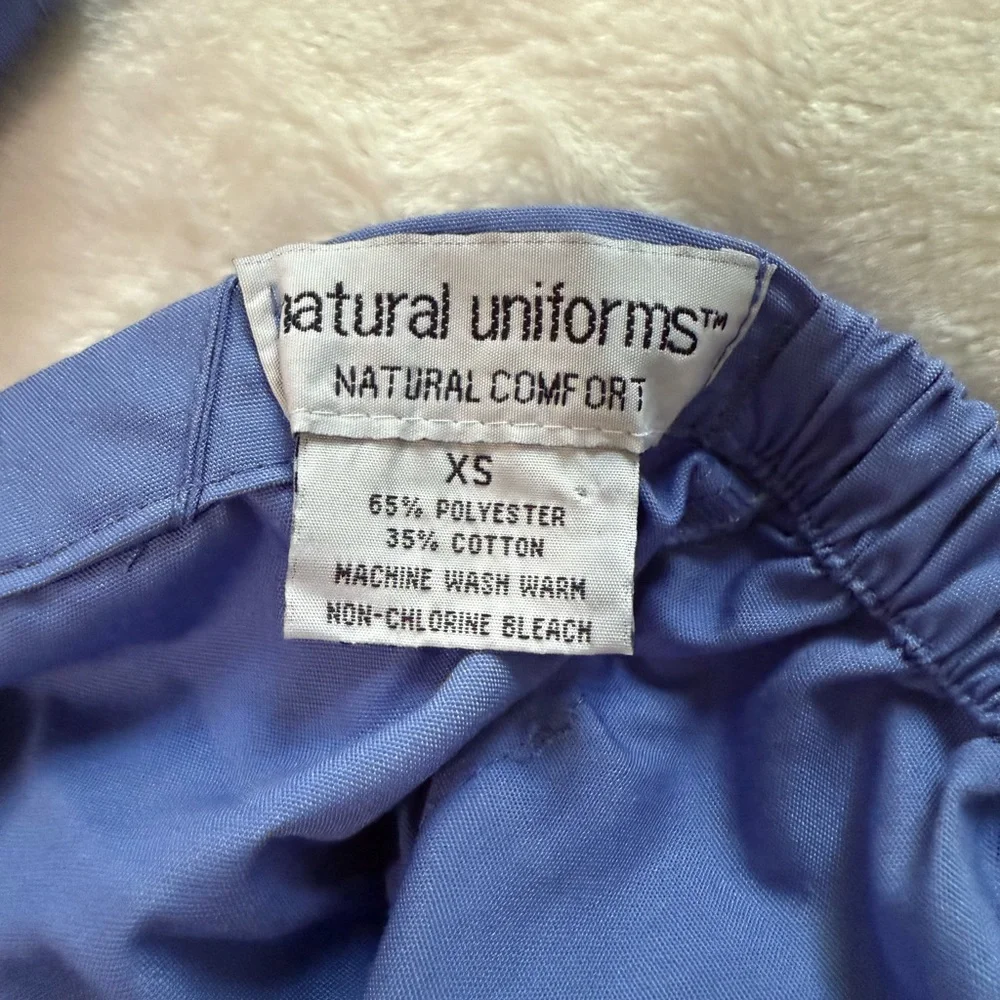 natural uniforms™
NATURAL COMFORT
XS
65% POLYESTER
35% COTTON
MACHINE WASH WARM
NON-CHLORINE BLEACH